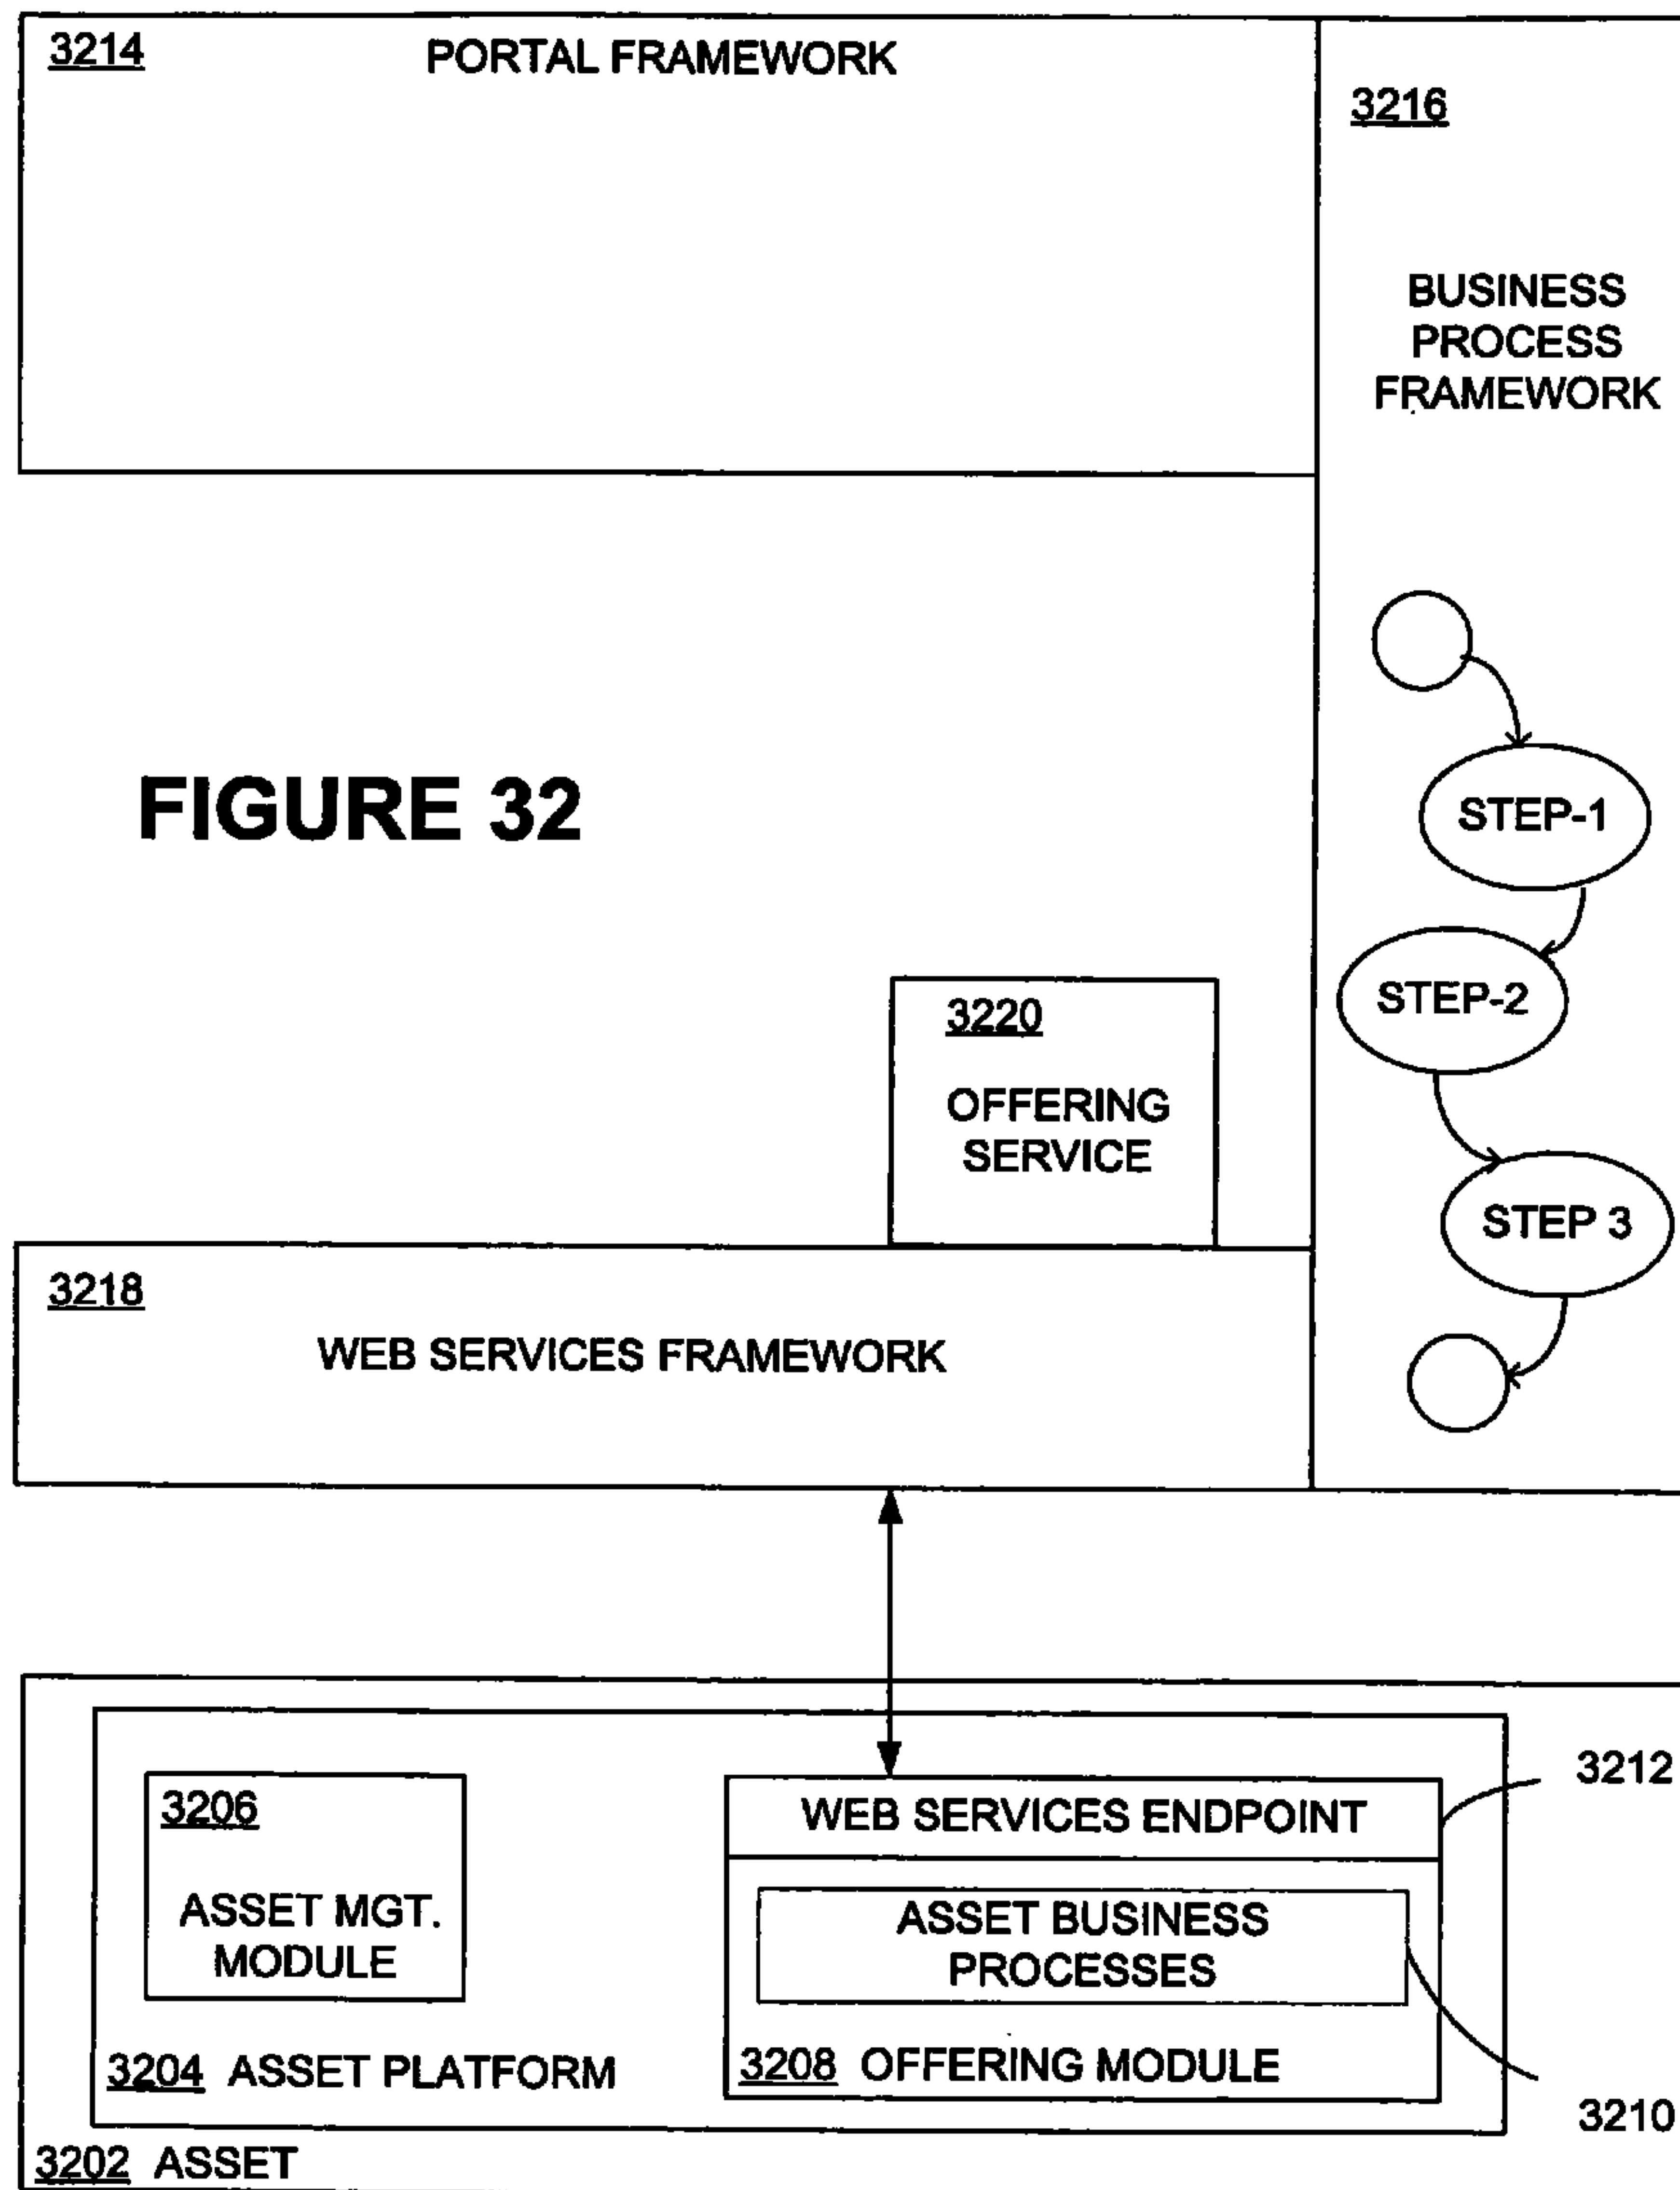 3214
PORTAL FRAMEWORK
3216
BUSINESS
PROCESS
FRAMEWORK
FIGURE 32
STEP-1
STEP-2
3220
OFFERING
SERVICE
STEP 3
3218
WEB SERVICES FRAMEWORK
3212
3206
WEB SERVICES ENDPOINT
ASSET MGT.
MODULE
ASSET BUSINESS
PROCESSES
3204 ASSET PLATFORM
3208 OFFERING MODULE
3210
3202 ASSET